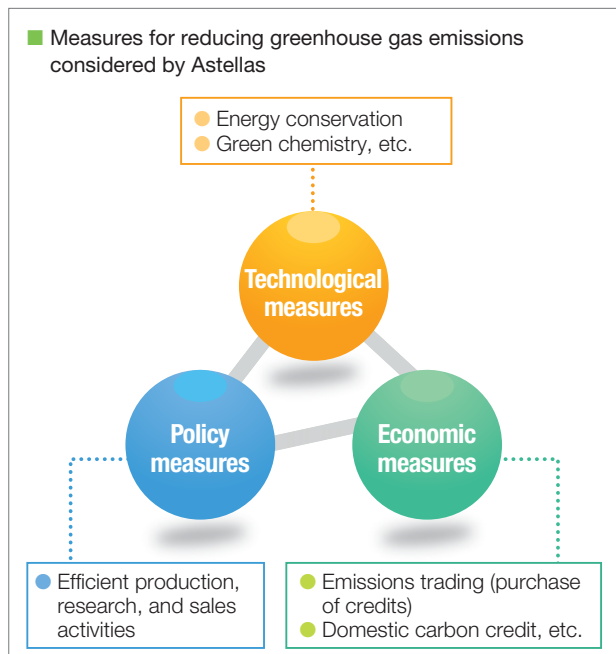 Measures for reducing greenhouse gas emissions
considered by Astellas
Energy conservation
Green chemistry, etc.
Technological
measures
Policy
measures
Economic
measures
Efficient production,
research, and sales
activities
Emissions trading (purchase
of credits)
Domestic carbon credit, etc.